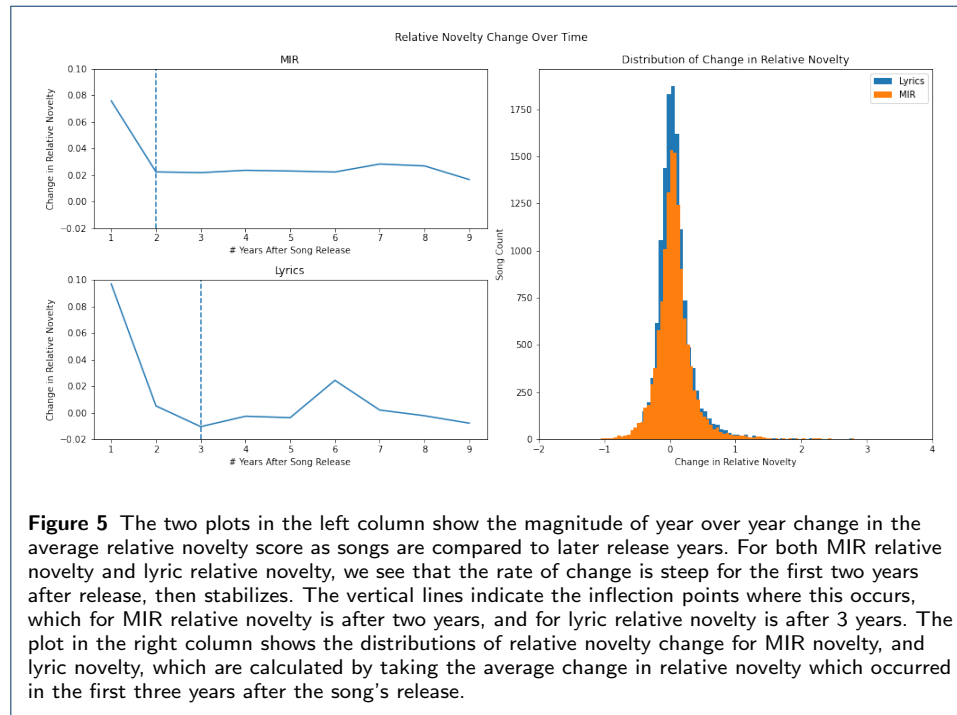 Relative Novelty Change Over Time
MIR
0.10
0.08
0.06
0.04
0.02
0.00
−0.02
Change in Relative Novelty
1 2 3 4 5 6 7 8 9
# Years After Song Release
Lyrics
0.10
0.08
0.06
0.04
0.02
0.00
−0.02
Change in Relative Novelty
1 2 3 4 5 6 7 8 9
# Years After Song Release
Distribution of Change in Relative Novelty
Lyrics
MIR
1750
1500
1250
1000
750
500
250
0
Song Count
−2 −1 0 1 2 3 4
Change in Relative Novelty
Figure 5 The two plots in the left column show the magnitude of year over year change in the
average relative novelty score as songs are compared to later release years. For both MIR relative
novelty and lyric relative novelty, we see that the rate of change is steep for the first two years
after release, then stabilizes. The vertical lines indicate the inflection points where this occurs,
which for MIR relative novelty is after two years, and for lyric relative novelty is after 3 years. The
plot in the right column shows the distributions of relative novelty change for MIR novelty, and
lyric novelty, which are calculated by taking the average change in relative novelty which occurred
in the first three years after the song's release.